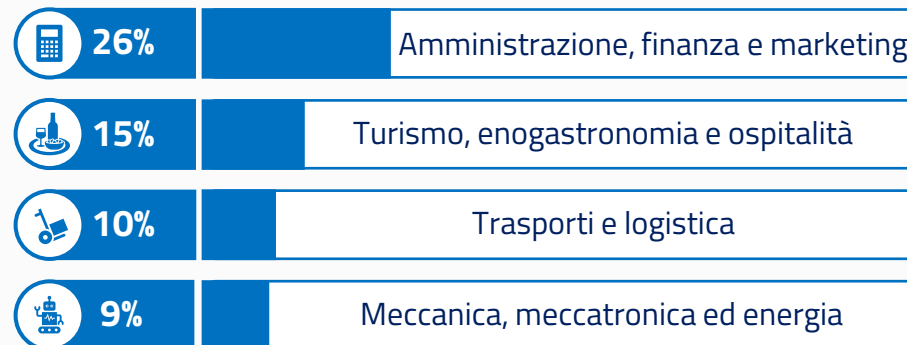 26% Amministrazione, finanza e marketing
15% Turismo, enogastronomia e ospitalità
10% Trasporti e logistica
9% Meccanica, meccatronica ed energia